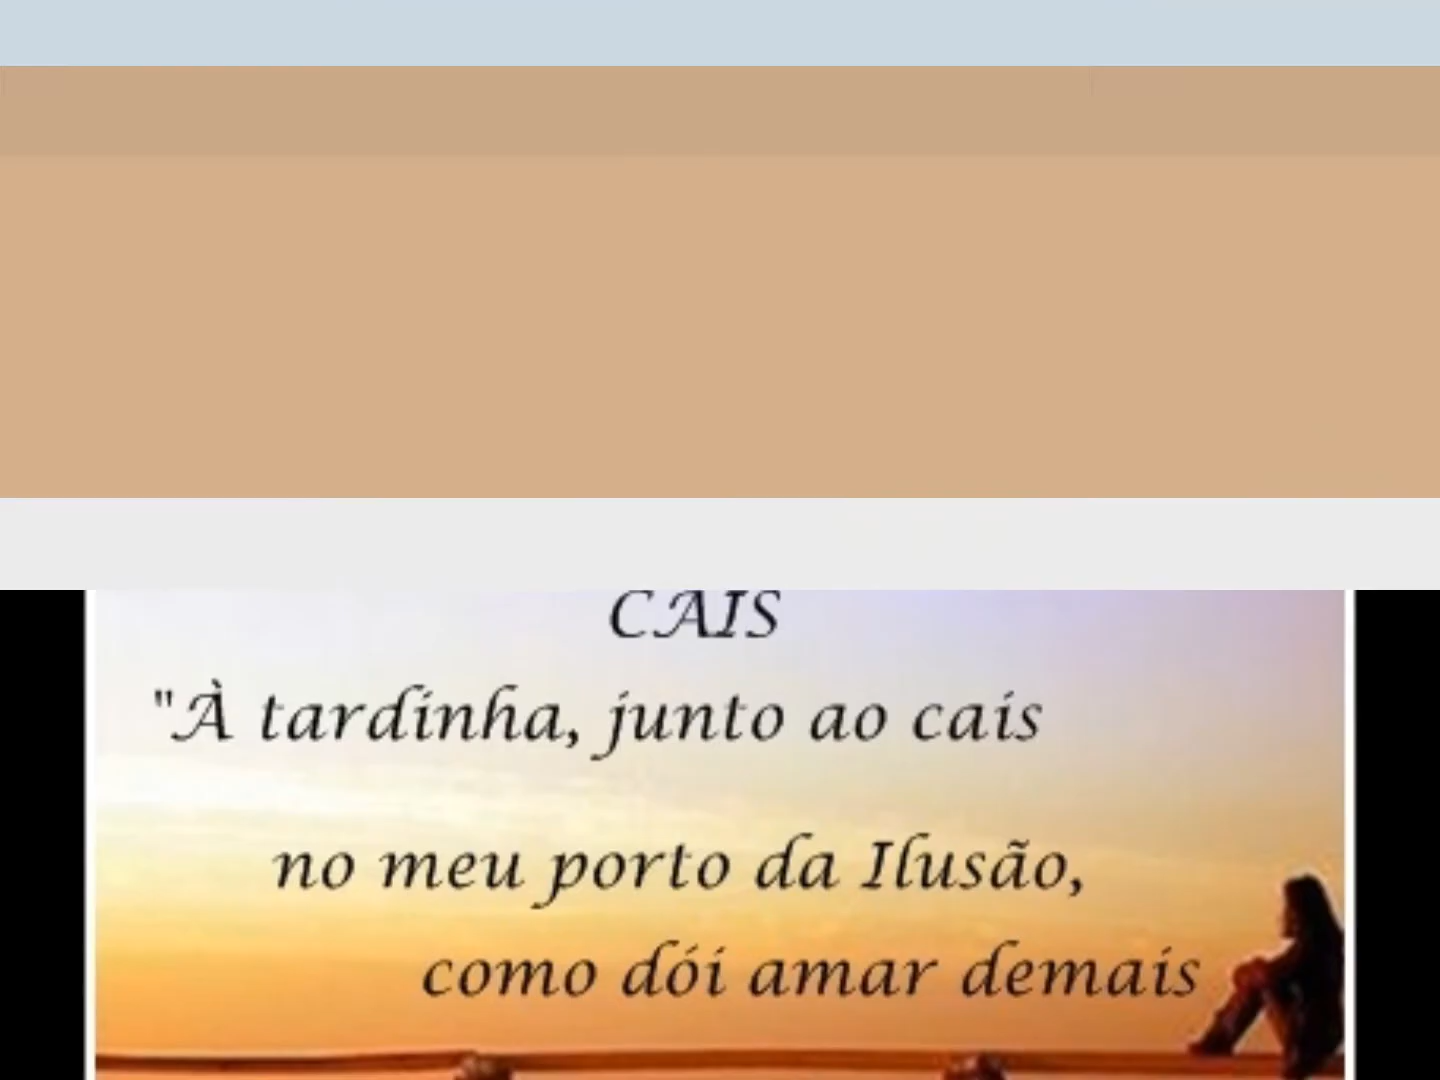 CAIS
"À tardinha, junto ao cais
no meu porto da Ilusão,
como dói amar demais